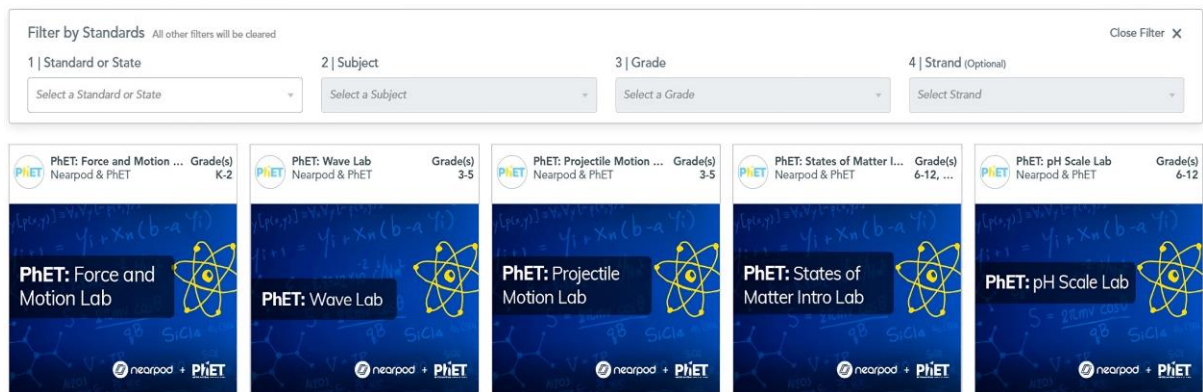 Filter by Standards All other filters will be cleared
Close Filter X
1 | Standard or State
2 | Subject
3 | Grade
4 | Strand (Optional)
Select a Standard or State
Select a Subject
Select a Grade
Select Strand
PhET
PhET: Force and Motion ... Grade(s)
Nearpod & PhET K-2
PhET: Force and
Motion Lab
nearpod + PhET
PhET
PhET: Wave Lab Grade(s)
Nearpod & PhET 3-5
PhET: Wave Lab
nearpod + PhET
PhET
PhET: Projectile Motion ... Grade(s)
Nearpod & PhET 3-5
PhET: Projectile
Motion Lab
nearpod + PhET
PhET
PhET: States of Matter I... Grade(s)
Nearpod & PhET 6-12, ...
PhET: States of
Matter Intro Lab
nearpod + PhET
PhET
PhET: pH Scale Lab Grade(s)
Nearpod & PhET 6-12
PhET: pH Scale Lab
nearpod + PhET